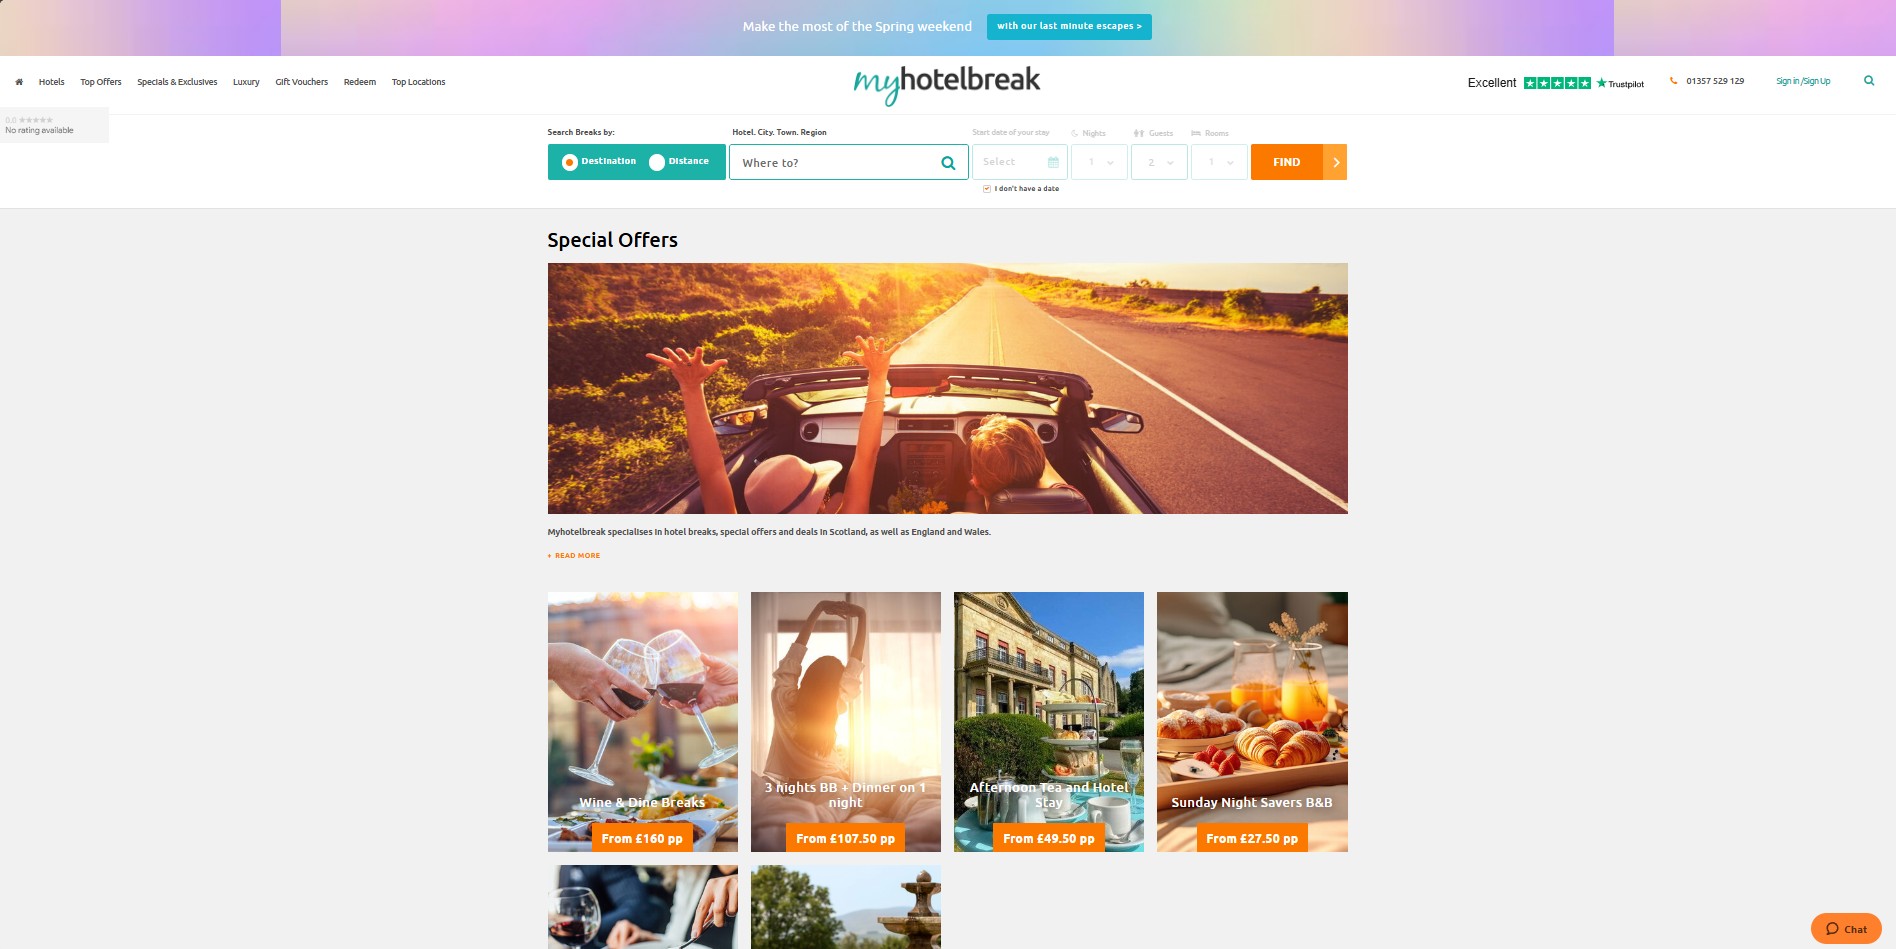 Make the most of the Spring weekend
with our last minute escapes >
Hotels
Top Offers
Specials & Exclusives
Luxury
Gift Vouchers
Redeem
Top Locations
myhotelbreak
Excellent
Trustpilot
01357 529 129
Sign in /Sign Up
0.0
No rating available
Search Breaks by:
Destination
Distance
Hotel. City. Town. Region
Where to?
Start date of your stay
Select
Nights
1
Guests
2
Rooms
1
FIND
I don't have a date
Special Offers
Myhotelbreak specialises in hotel breaks, special offers and deals in Scotland, as well as England and Wales.
+ READ MORE
Wine & Dine Breaks
From £160 pp
3 nights BB + Dinner on 1
night
From £107.50 pp
Afternoon Tea and Hotel
Stay
From £49.50 pp
Sunday Night Savers B&B
From £27.50 pp
Chat